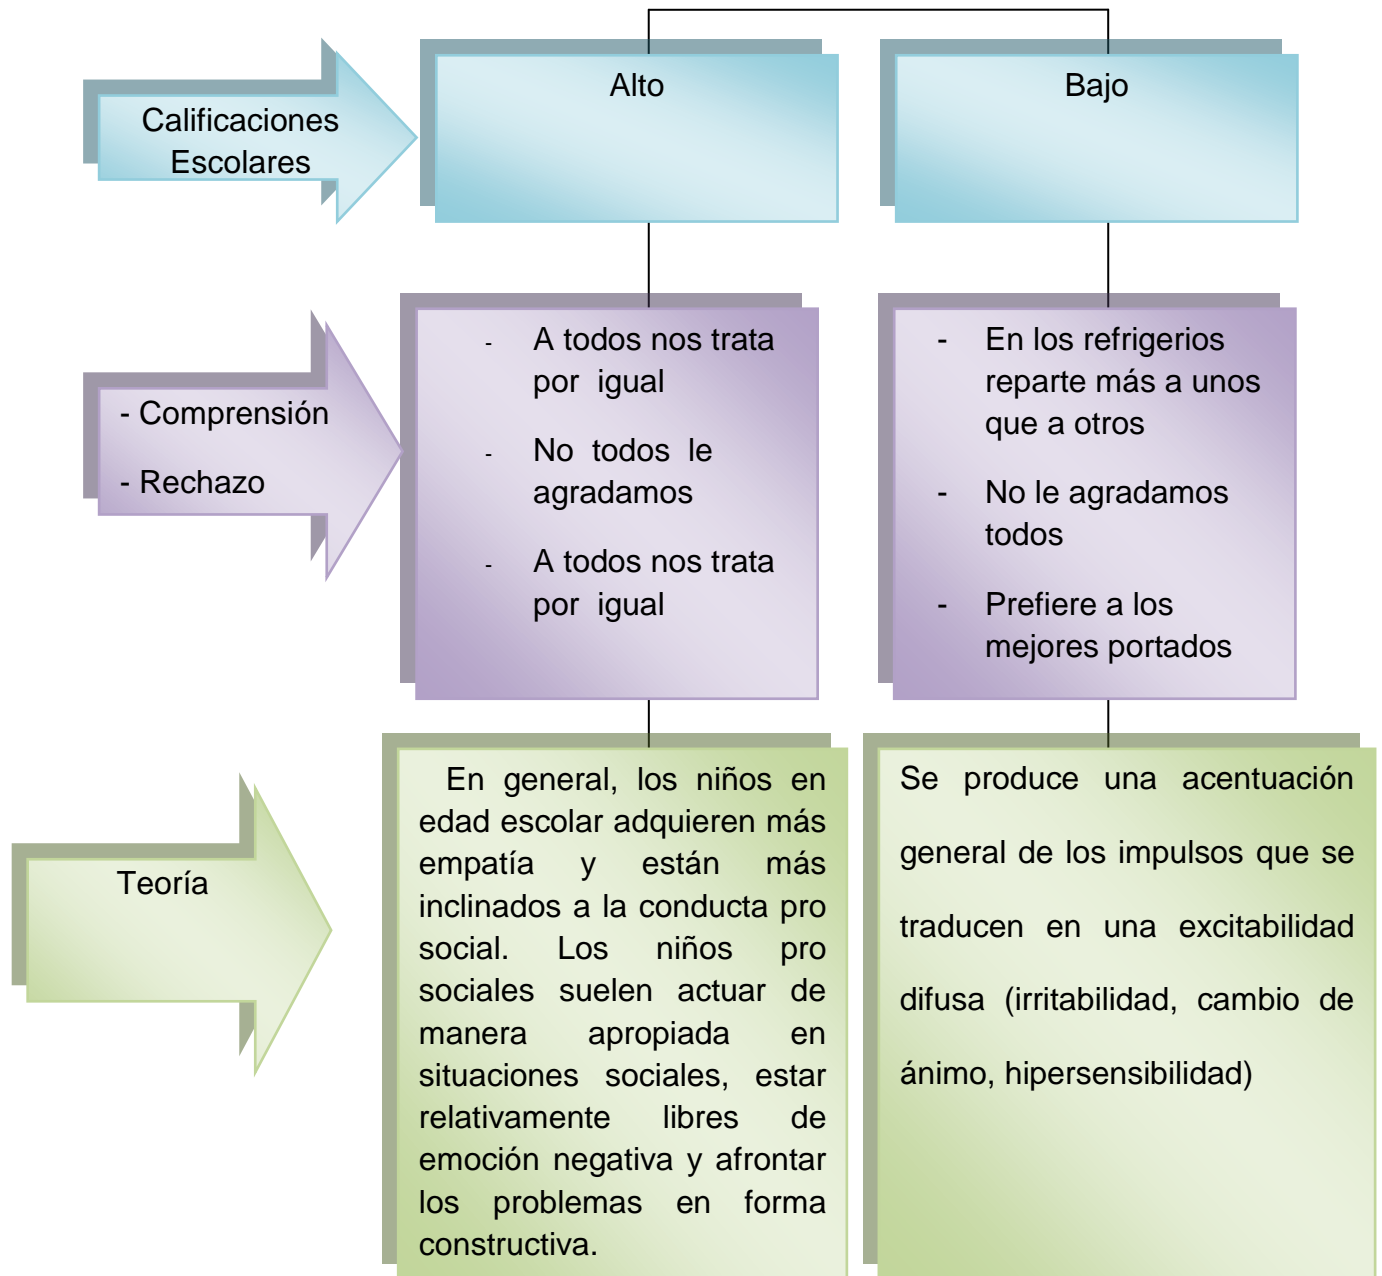 Calificaciones
Escolares
Alto
Bajo
- Comprensión
- Rechazo
- A todos nos trata
por igual
- No todos le
agradamos
- A todos nos trata
por igual
- En los refrigerios
reparte más a unos
que a otros
- No le agradamos
todos
- Prefiere a los
mejores portados
Teoría
En general, los niños en
edad escolar adquieren más
empatía y están más
inclinados a la conducta pro
social. Los niños pro
sociales suelen actuar de
manera apropiada en
situaciones sociales, estar
relativamente libres de
emoción negativa y afrontar
los problemas en forma
constructiva.
Se produce una acentuación
general de los impulsos que se
traducen en una excitabilidad
difusa (irritabilidad, cambio de
ánimo, hipersensibilidad)